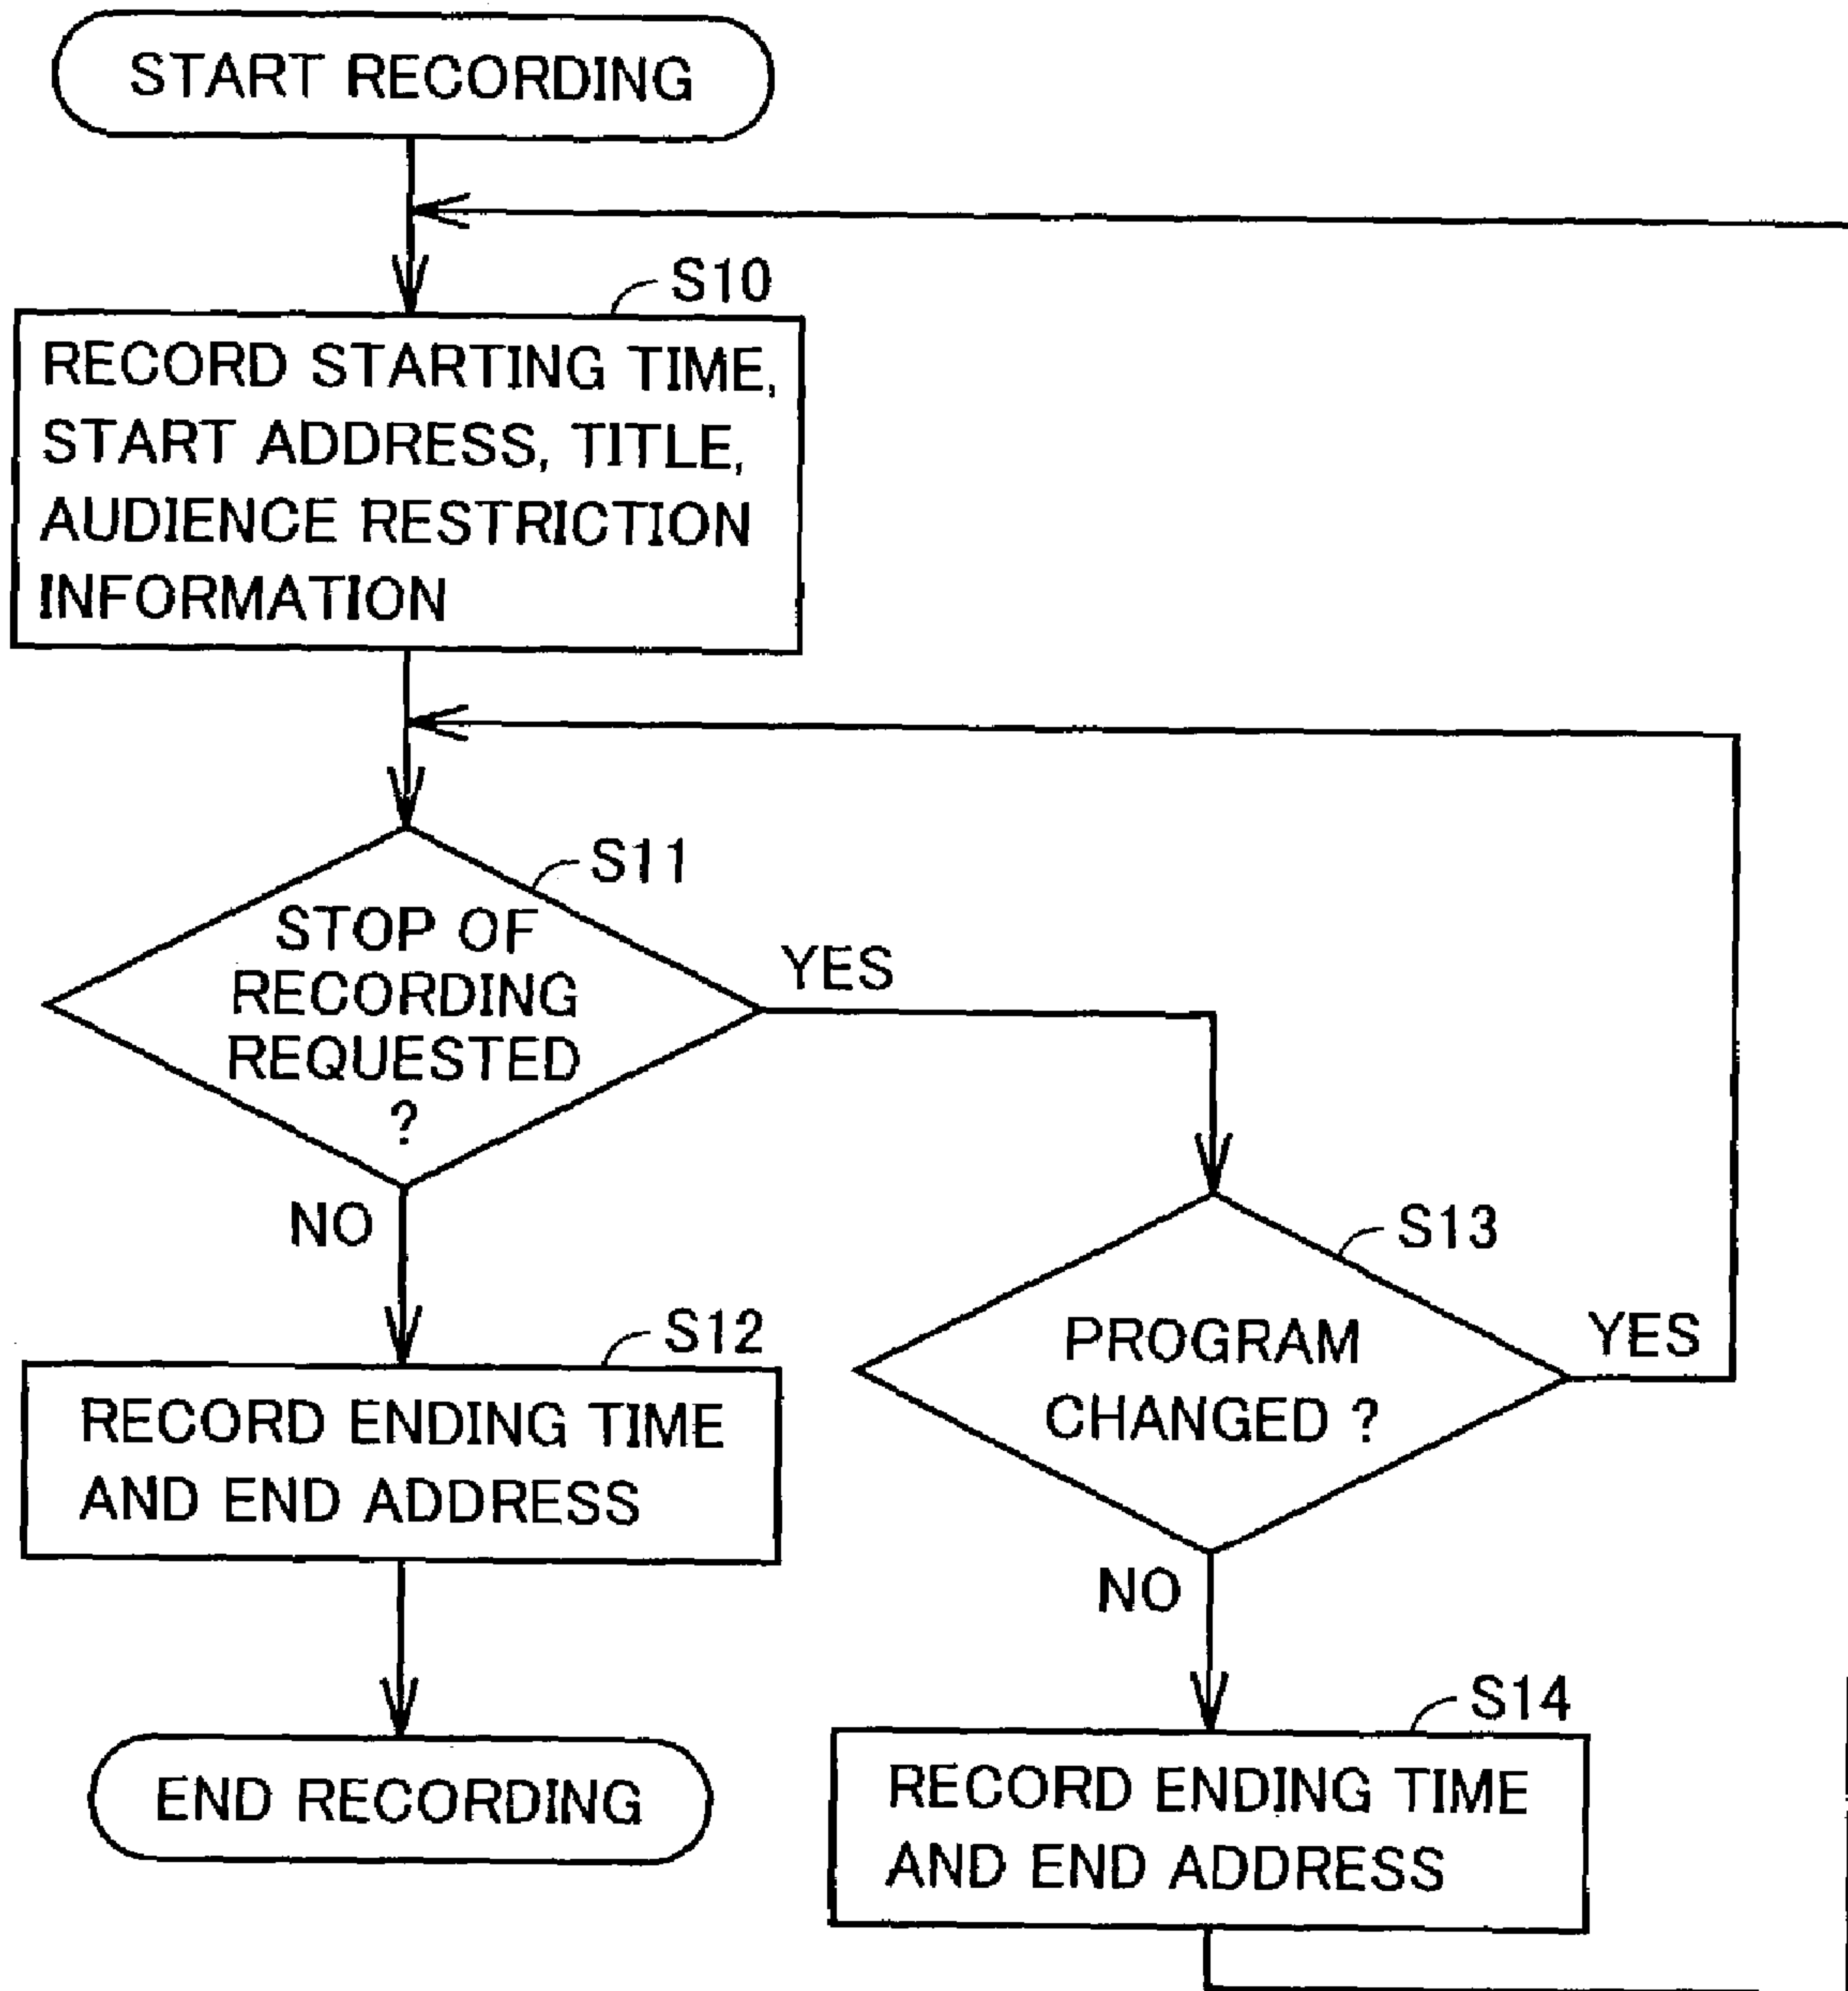 START RECORDING
S10
RECORD STARTING TIME,
START ADDRESS, TITLE,
AUDIENCE RESTRICTION
INFORMATION
S11
STOP OF
RECORDING
REQUESTED
?
YES
NO
S12
RECORD ENDING TIME
AND END ADDRESS
END RECORDING
S13
PROGRAM
CHANGED ?
YES
NO
S14
RECORD ENDING TIME
AND END ADDRESS